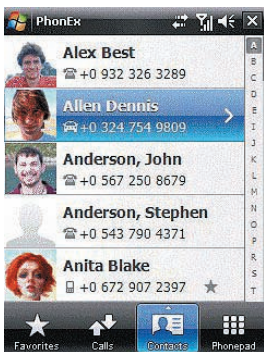 PhonEx
Alex Best
+0 932 326 3289
Allen Dennis
+0 324 754 9809
Anderson, John
+0 567 250 8679
Anderson, Stephen
+0 543 790 4371
Anita Blake
+0 672 907 2397
A
B
C
D
E
I
J
K
L
M
N
O
P
R
S
T
Favorites
Calls
Contacts
Phonepad